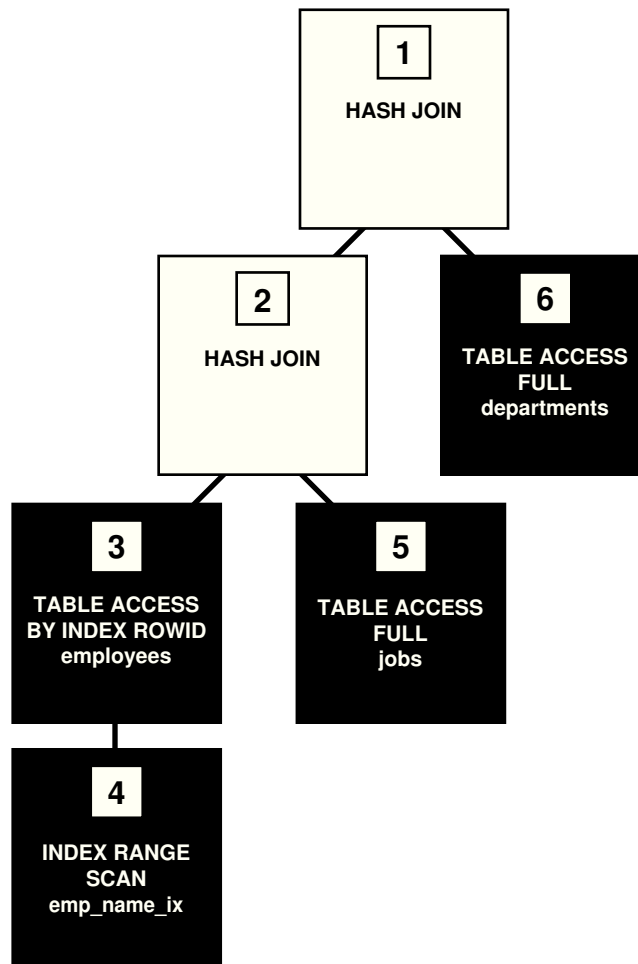 1
HASH JOIN
2
HASH JOIN
6
TABLE ACCESS
FULL
departments
3
TABLE ACCESS
BY INDEX ROWID
employees
5
TABLE ACCESS
FULL
jobs
4
INDEX RANGE
SCAN
emp_name_ix